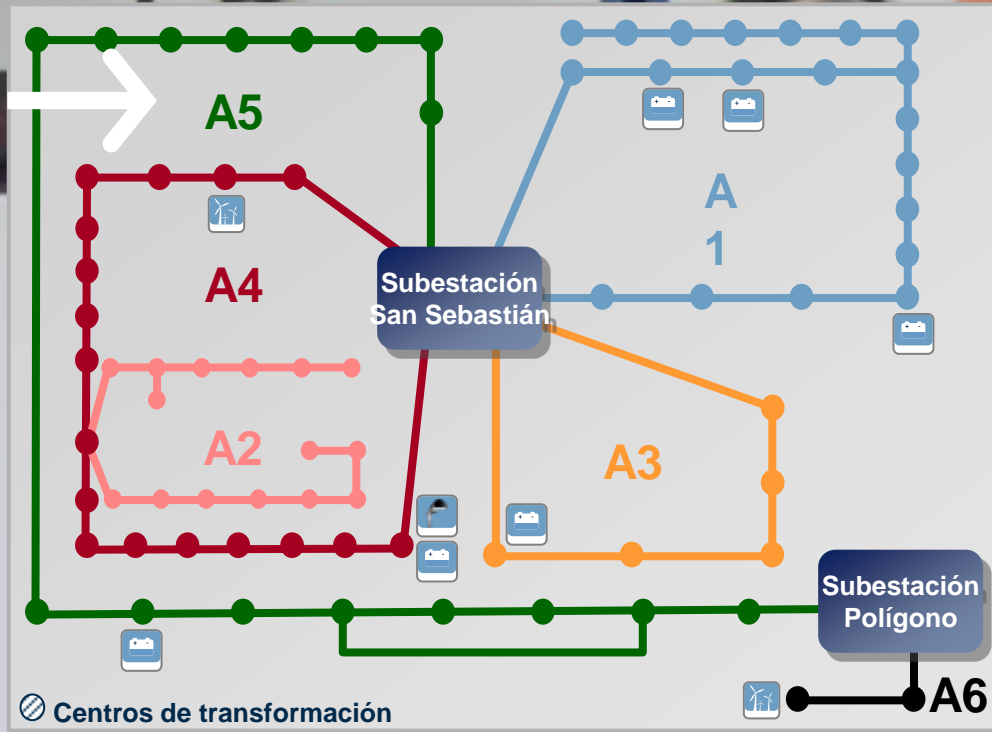 A5
A
1
A4
Subestación
San Sebastián
A2
A3
Subestación
Polígono
A6
Centros de transformación